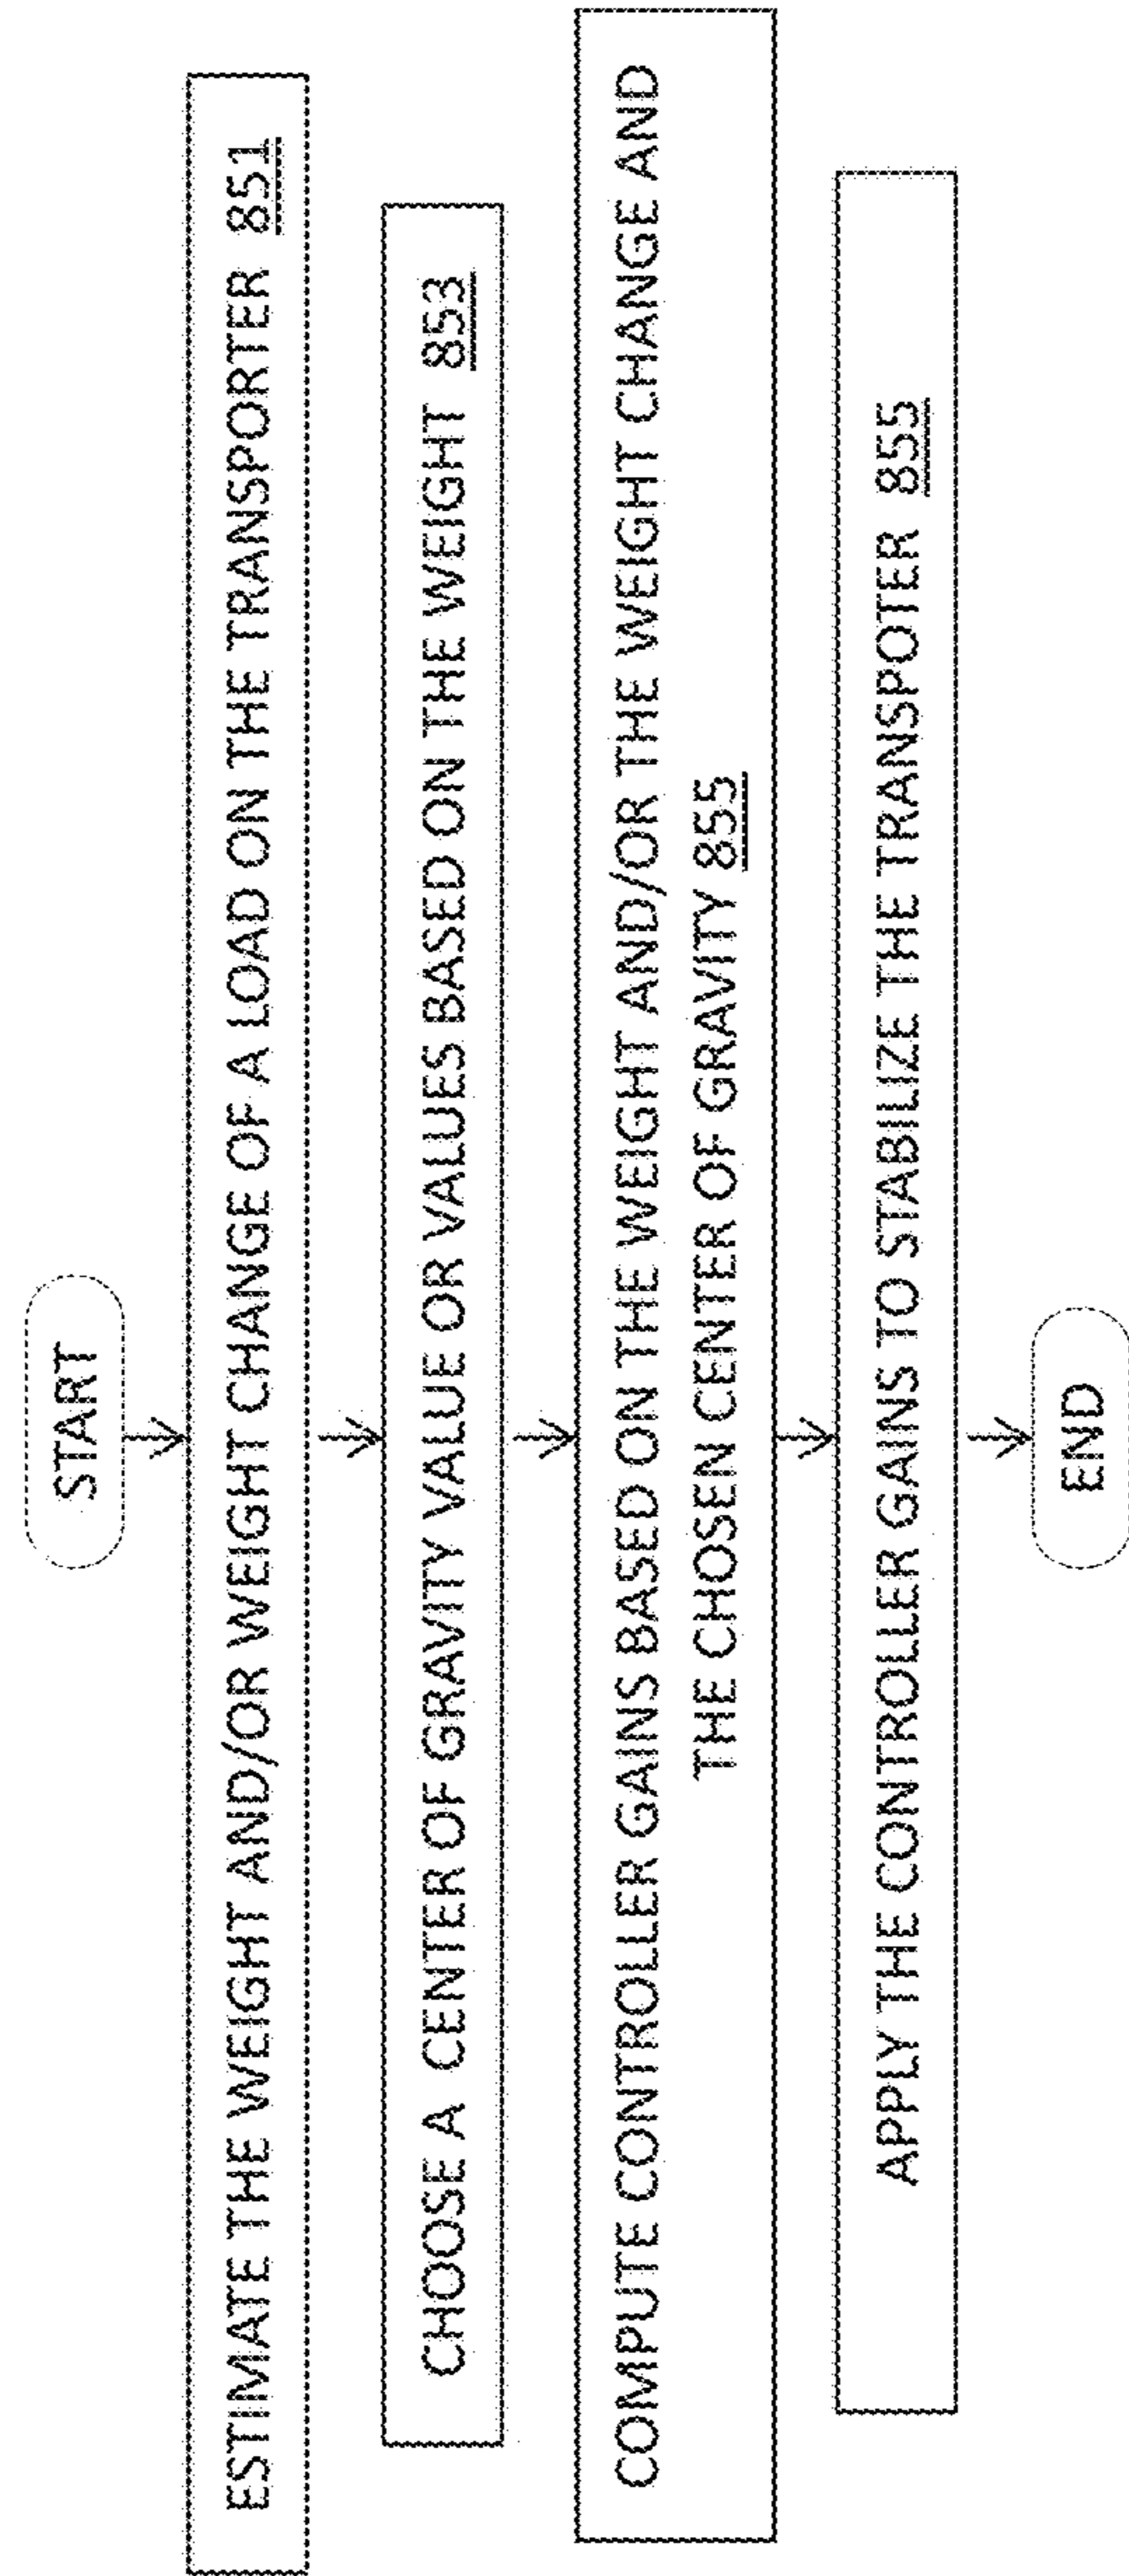 START
ESTIMATE THE WEIGHT AND/OR WEIGHT CHANGE OF A LOAD ON THE TRANSPORTER 851
CHOOSE A CENTER OF GRAVITY VALUE OR VALUES BASED ON THE WEIGHT 853
COMPUTE CONTROLLER GAINS BASED ON THE WEIGHT AND/OR THE WEIGHT CHANGE AND
THE CHOSEN CENTER OF GRAVITY 855
APPLY THE CONTROLLER GAINS TO STABILIZE THE TRANSPOTER 855
END